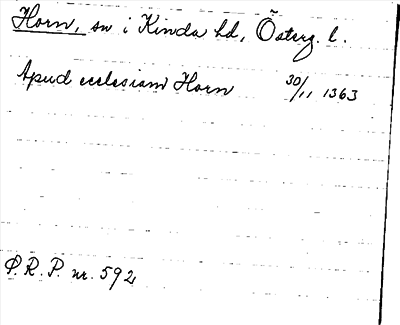 Horn, sn i Kinda hd, Österg. l.
Apud ecclesiam Horn 30/11 1363
P.R.P. nr. 592